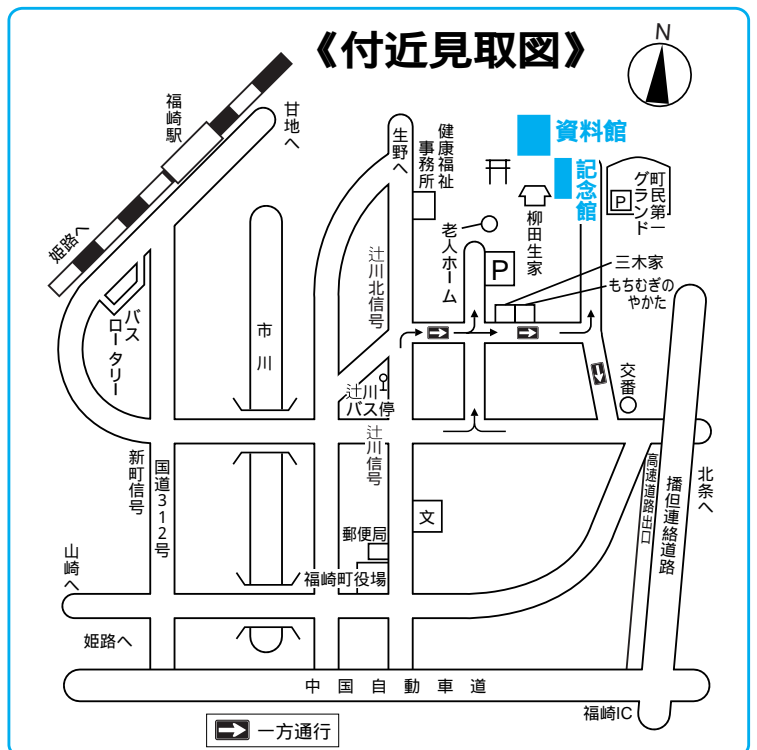 《付近見取図》
N
福崎駅
甘地へ
生野へ
健康福祉
事務所
資料館
記念館
町民第一
グランド
P
姫路へ
柳田生家
老人ホーム
P
三木家
もちむぎの
やかた
辻川北信号
バス
ロータリー
市川
交番
辻川
バス停
辻川信号
新町信号
国道312号
高速道路出口
播但連絡道路
北条へ
文
郵便局
福崎町役場
山崎へ
姫路へ
中国自動車道
福崎IC
一方通行